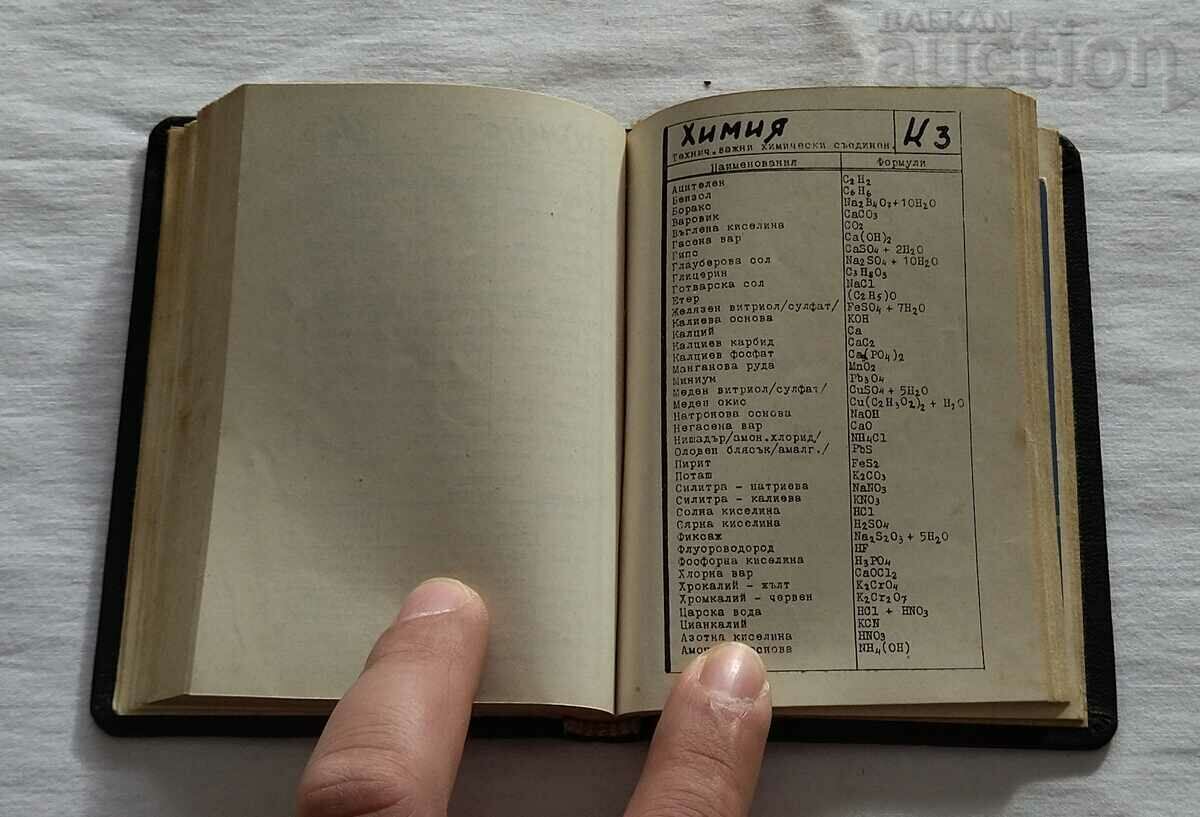 BALKAN
auction
ХИМИЯ К3
Технич.важни химически съединен.
Наименования Формули
Ацителен C2H2
Бензол C6H6
Боракс Na2B4O7+10H2O
Варовик CaCO3
Въглена киселина CO2
Гасена вар Ca(OH)2
Гипс CaSO4 + 2H2O
Глауберова сол Na2SO4 + 10H2O
Глицерин C3H8O3
Готварска сол NaCl
Етер (C2H5)O
Железен витриол/сулфат/ FeSO4 + 7H2O
Калиева основа KOH
Калций Ca
Калциев карбид CaC2
Калциев фосфат Ca3(PO4)2
Манганова руда MnO2
Миниум Pb3O4
Меден витриол/сулфат/ CuSO4 + 5H2O
Меден окис Cu(C2H3O2)2 + H2O
Натронова основа NaOH
Негасена вар CaO
Нишадър/амон.хлорид/ NH4Cl
Оловен блясък/амалг./ PbS
Пирит FeS2
Поташ K2CO3
Силитра - натриева NaNO3
Силитра - калиева KNO3
Солна киселина HCl
Сярна киселина H2SO4
Фиксаж Na2S2O3 + 5H2O
Флуороводород HF
Фосфорна киселина H3PO4
Хлорна вар CaOCl2
Хрокалий - жълт K2CrO4
Хромкалий - червен K2Cr2O7
Царска вода HCl + HNO3
Цианкалий KCN
Азотна киселина HNO3
основа NH4(OH)